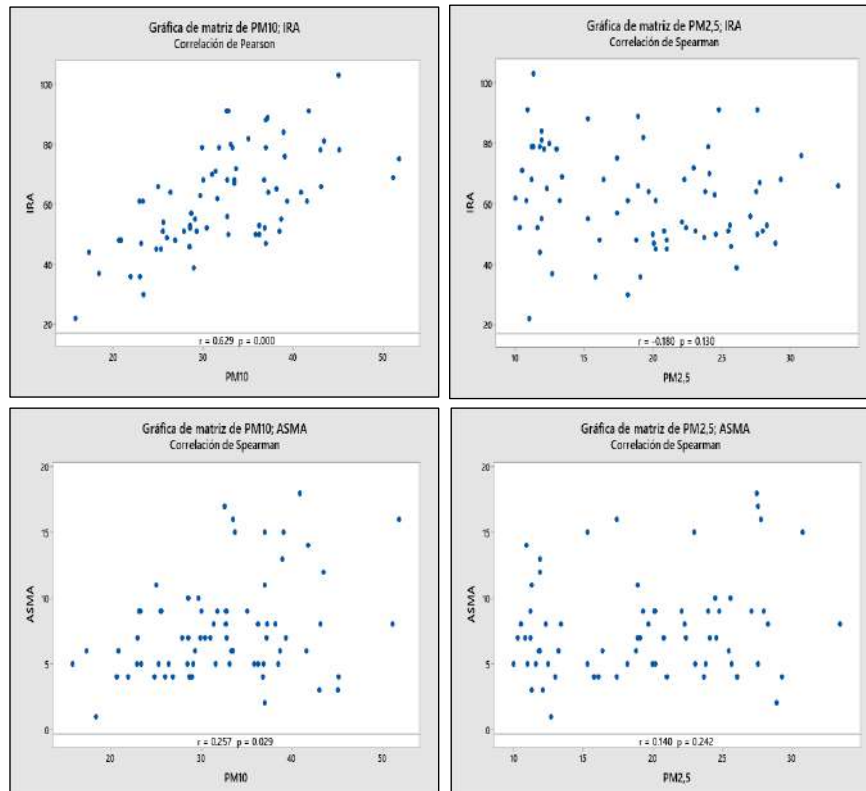 Gráfica de matriz de PM10; IRA
Correlación de Pearson
IRA
100
80
60
40
20
r = 0.629 p = 0.000
20
30
40
50
PM10
Gráfica de matriz de PM2,5; IRA
Correlación de Spearman
IRA
100
80
60
40
20
r = -0.180 p = 0.130
10
15
20
25
30
PM2,5
Gráfica de matriz de PM10; ASMA
Correlación de Spearman
ASMA
20
15
10
5
0
r = 0.257 p = 0.029
20
30
40
50
PM10
Gráfica de matriz de PM2,5; ASMA
Correlación de Spearman
ASMA
20
15
10
5
0
r = 0.140 p = 0.242
10
15
20
25
30
PM2,5